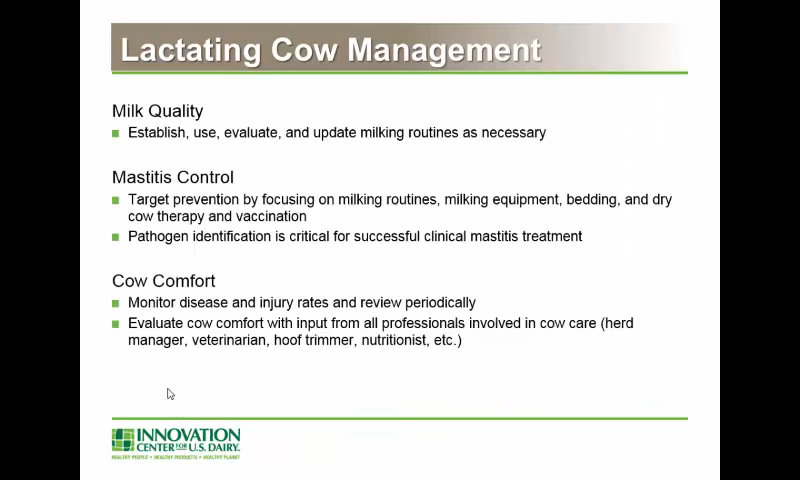 Lactating Cow Management
Milk Quality
Establish, use, evaluate, and update milking routines as necessary
Mastitis Control
Target prevention by focusing on milking routines, milking equipment, bedding, and dry
cow therapy and vaccination
Pathogen identification is critical for successful clinical mastitis treatment
Cow Comfort
Monitor disease and injury rates and review periodically
Evaluate cow comfort with input from all professionals involved in cow care (herd
manager, veterinarian, hoof trimmer, nutritionist, etc.)
INNOVATION
CENTER FOR U.S. DAIRY.
HEALTHY PEOPLE • HEALTHY PRODUCTS • HEALTHY PLANET